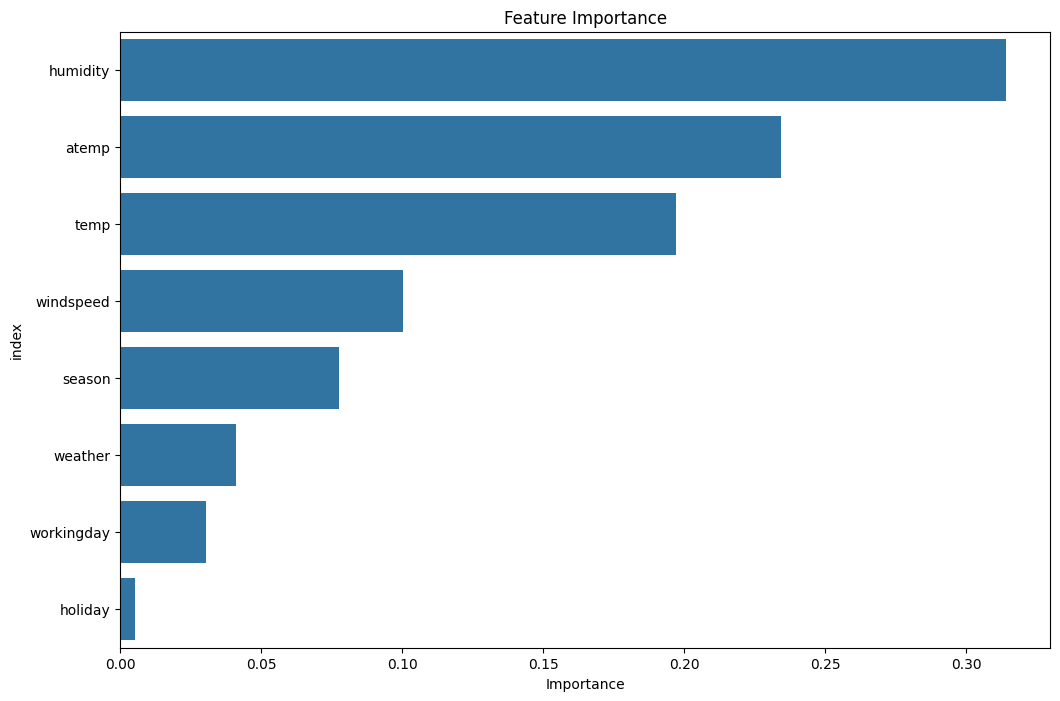 Feature Importance
humidity
atemp
temp
windspeed
index
season
weather
workingday
holiday
0.00 0.05 0.10 0.15 0.20 0.25 0.30
Importance